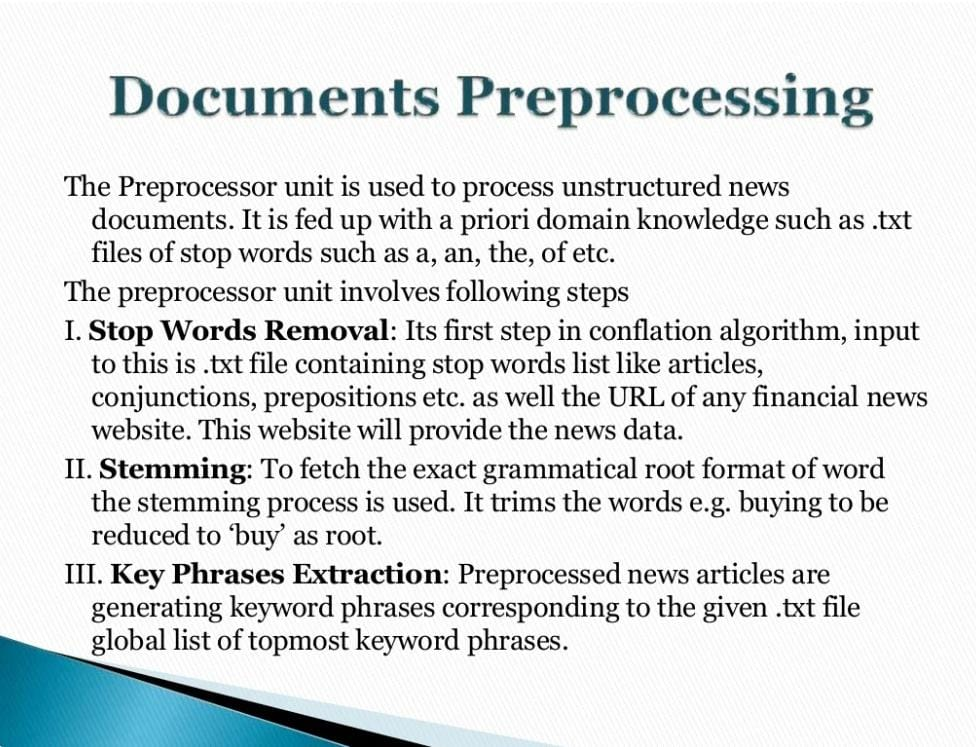 Documents Preprocessing
The Preprocessor unit is used to process unstructured news
documents. It is fed up with a priori domain knowledge such as .txt
files of stop words such as a, an, the, of etc.
The preprocessor unit involves following steps
I. Stop Words Removal: Its first step in conflation algorithm, input
to this is .txt file containing stop words list like articles,
conjunctions, prepositions etc. as well the URL of any financial news
website. This website will provide the news data.
II. Stemming: To fetch the exact grammatical root format of word
the stemming process is used. It trims the words e.g. buying to be
reduced to ‘buy’ as root.
III. Key Phrases Extraction: Preprocessed news articles are
generating keyword phrases corresponding to the given .txt file
global list of topmost keyword phrases.